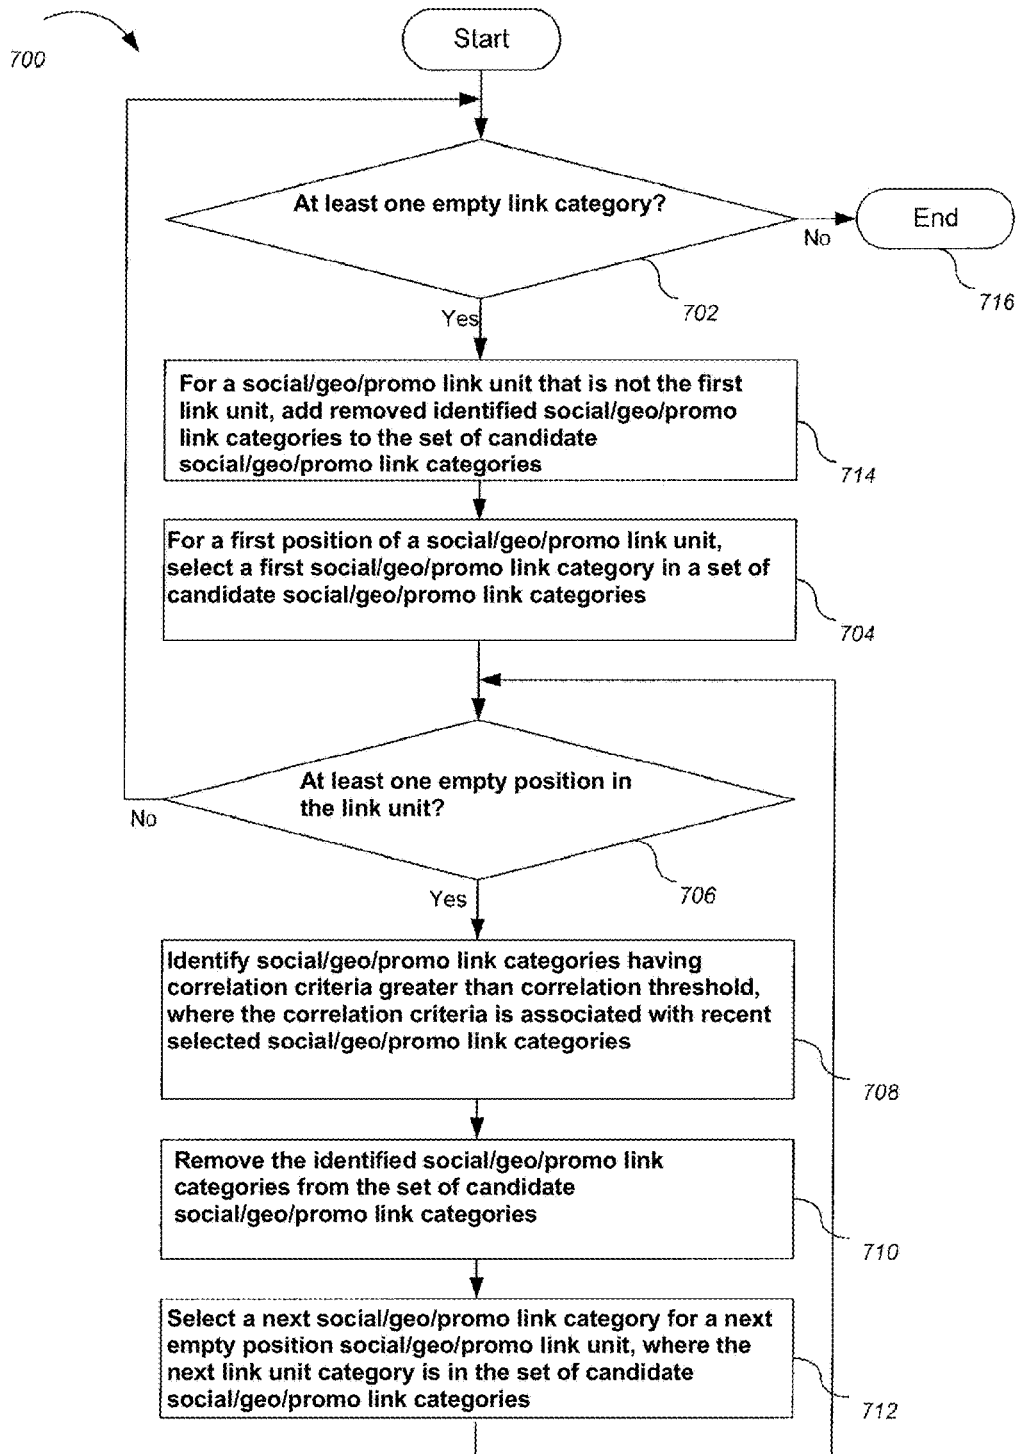 700
Start
At least one empty link category?
No
End
716
702
Yes
For a social/geo/promo link unit that is not the first
link unit, add removed identified social/geo/promo
link categories to the set of candidate
social/geo/promo link categories
714
For a first position of a social/geo/promo link unit,
select a first social/geo/promo link category in a set of
candidate social/geo/promo link categories
704
At least one empty position in
the link unit?
No
706
Yes
Identify social/geo/promo link categories having
correlation criteria greater than correlation threshold,
where the correlation criteria is associated with recent
selected social/geo/promo link categories
708
Remove the identified social/geo/promo link
categories from the set of candidate
social/geo/promo link categories
710
Select a next social/geo/promo link category for a next
empty position social/geo/promo link unit, where the
next link unit category is in the set of candidate
social/geo/promo link categories
712